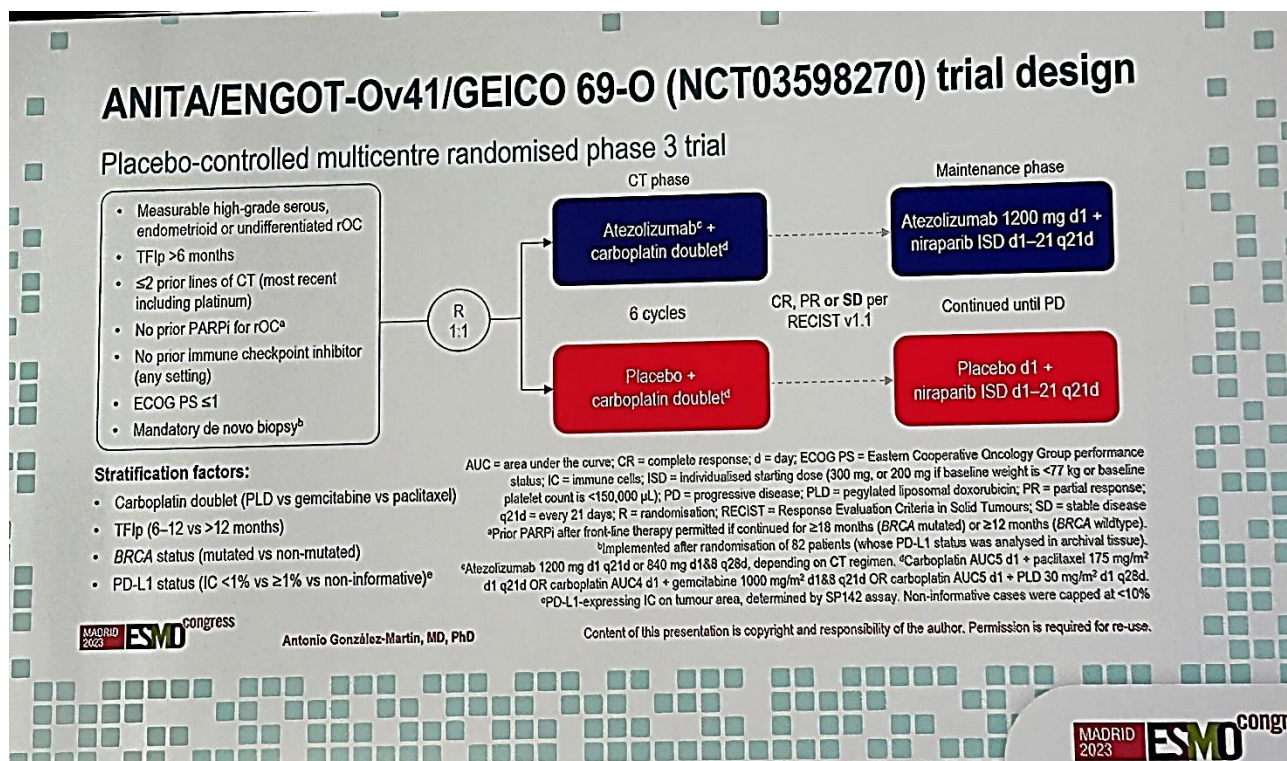 ANITA/ENGOT-Ov41/GEICO 69-O (NCT03598270) trial design
Placebo-controlled multicentre randomised phase 3 trial
• Measurable high-grade serous,
endometrioid or undifferentiated rOC
• TFIp >6 months
• ≤2 prior lines of CT (most recent
including platinum)
• No prior PARPi for rOCᵃ
• No prior immune checkpoint inhibitor
(any setting)
• ECOG PS ≤1
• Mandatory de novo biopsyᵇ
R
1:1
CT phase
Atezolizumabᶜ +
carboplatin doubletᵈ
6 cycles
Placebo +
carboplatin doubletᵈ
CR, PR or SD per
RECIST v1.1
Maintenance phase
Atezolizumab 1200 mg d1 +
niraparib ISD d1–21 q21d
Continued until PD
Placebo d1 +
niraparib ISD d1–21 q21d
Stratification factors:
• Carboplatin doublet (PLD vs gemcitabine vs paclitaxel)
• TFIp (6–12 vs >12 months)
• BRCA status (mutated vs non-mutated)
• PD-L1 status (IC <1% vs ≥1% vs non-informative)ᵉ
AUC = area under the curve; CR = complete response; d = day; ECOG PS = Eastern Cooperative Oncology Group performance
status; IC = immune cells; ISD = individualised starting dose (300 mg, or 200 mg if baseline weight is <77 kg or baseline
platelet count is <150,000 µL); PD = progressive disease; PLD = pegylated liposomal doxorubicin; PR = partial response;
q21d = every 21 days; R = randomisation; RECIST = Response Evaluation Criteria in Solid Tumours; SD = stable disease
ᵃPrior PARPi after front-line therapy permitted if continued for ≥18 months (BRCA mutated) or ≥12 months (BRCA wildtype).
ᵇImplemented after randomisation of 82 patients (whose PD-L1 status was analysed in archival tissue).
ᶜAtezolizumab 1200 mg d1 q21d or 840 mg d1&8 q28d, depending on CT regimen. ᵈCarboplatin AUC5 d1 + paclitaxel 175 mg/m²
d1 q21d OR carboplatin AUC4 d1 + gemcitabine 1000 mg/m² d1&8 q21d OR carboplatin AUC5 d1 + PLD 30 mg/m² d1 q28d.
ᵉPD-L1-expressing IC on tumour area, determined by SP142 assay. Non-informative cases were capped at <10%
MADRID
2023
ESMO congress
Antonio González-Martin, MD, PhD
Content of this presentation is copyright and responsibility of the author. Permission is required for re-use.
MADRID
2023
ESMO congr